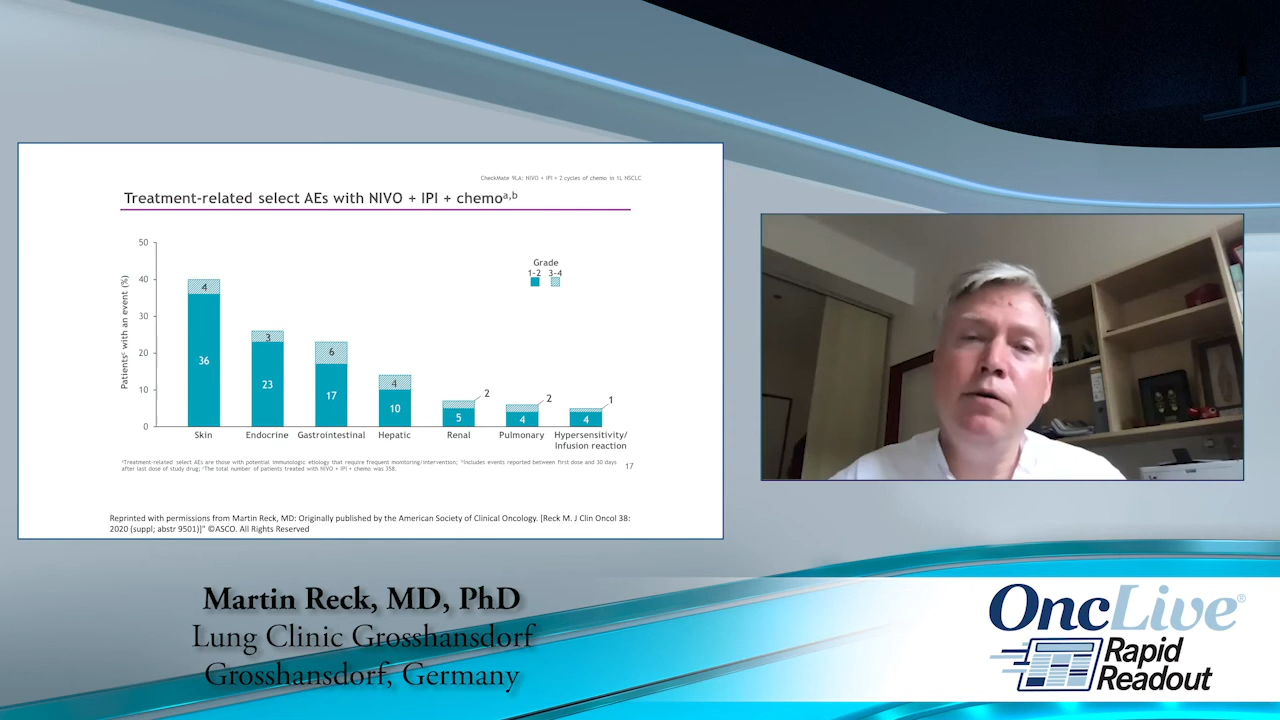 CheckMate 9LA: NIVO + IPI + 2 cycles of chemo in 1L NSCLC
Treatment-related select AEs with NIVO + IPI + chemoa,b
Patientsc with an event (%)
50
40
30
20
10
0
Grade
1-2 3-4
4
36
3
23
6
17
4
10
2
5
2
4
1
4
Skin
Endocrine
Gastrointestinal
Hepatic
Renal
Pulmonary
Hypersensitivity/
Infusion reaction
aTreatment-related select AEs are those with potential immunologic etiology that require frequent monitoring/intervention; bIncludes events reported between first dose and 30 days
after last dose of study drug; cThe total number of patients treated with NIVO + IPI + chemo was 358.
17
Reprinted with permissions from Martin Reck, MD: Originally published by the American Society of Clinical Oncology. [Reck M. J Clin Oncol 38:
2020 (suppl; abstr 9501)]" ©ASCO. All Rights Reserved
Martin Reck, MD, PhD
Lung Clinic Grosshansdorf
Grosshansdorf, Germany
OncLive®
Rapid
Readout